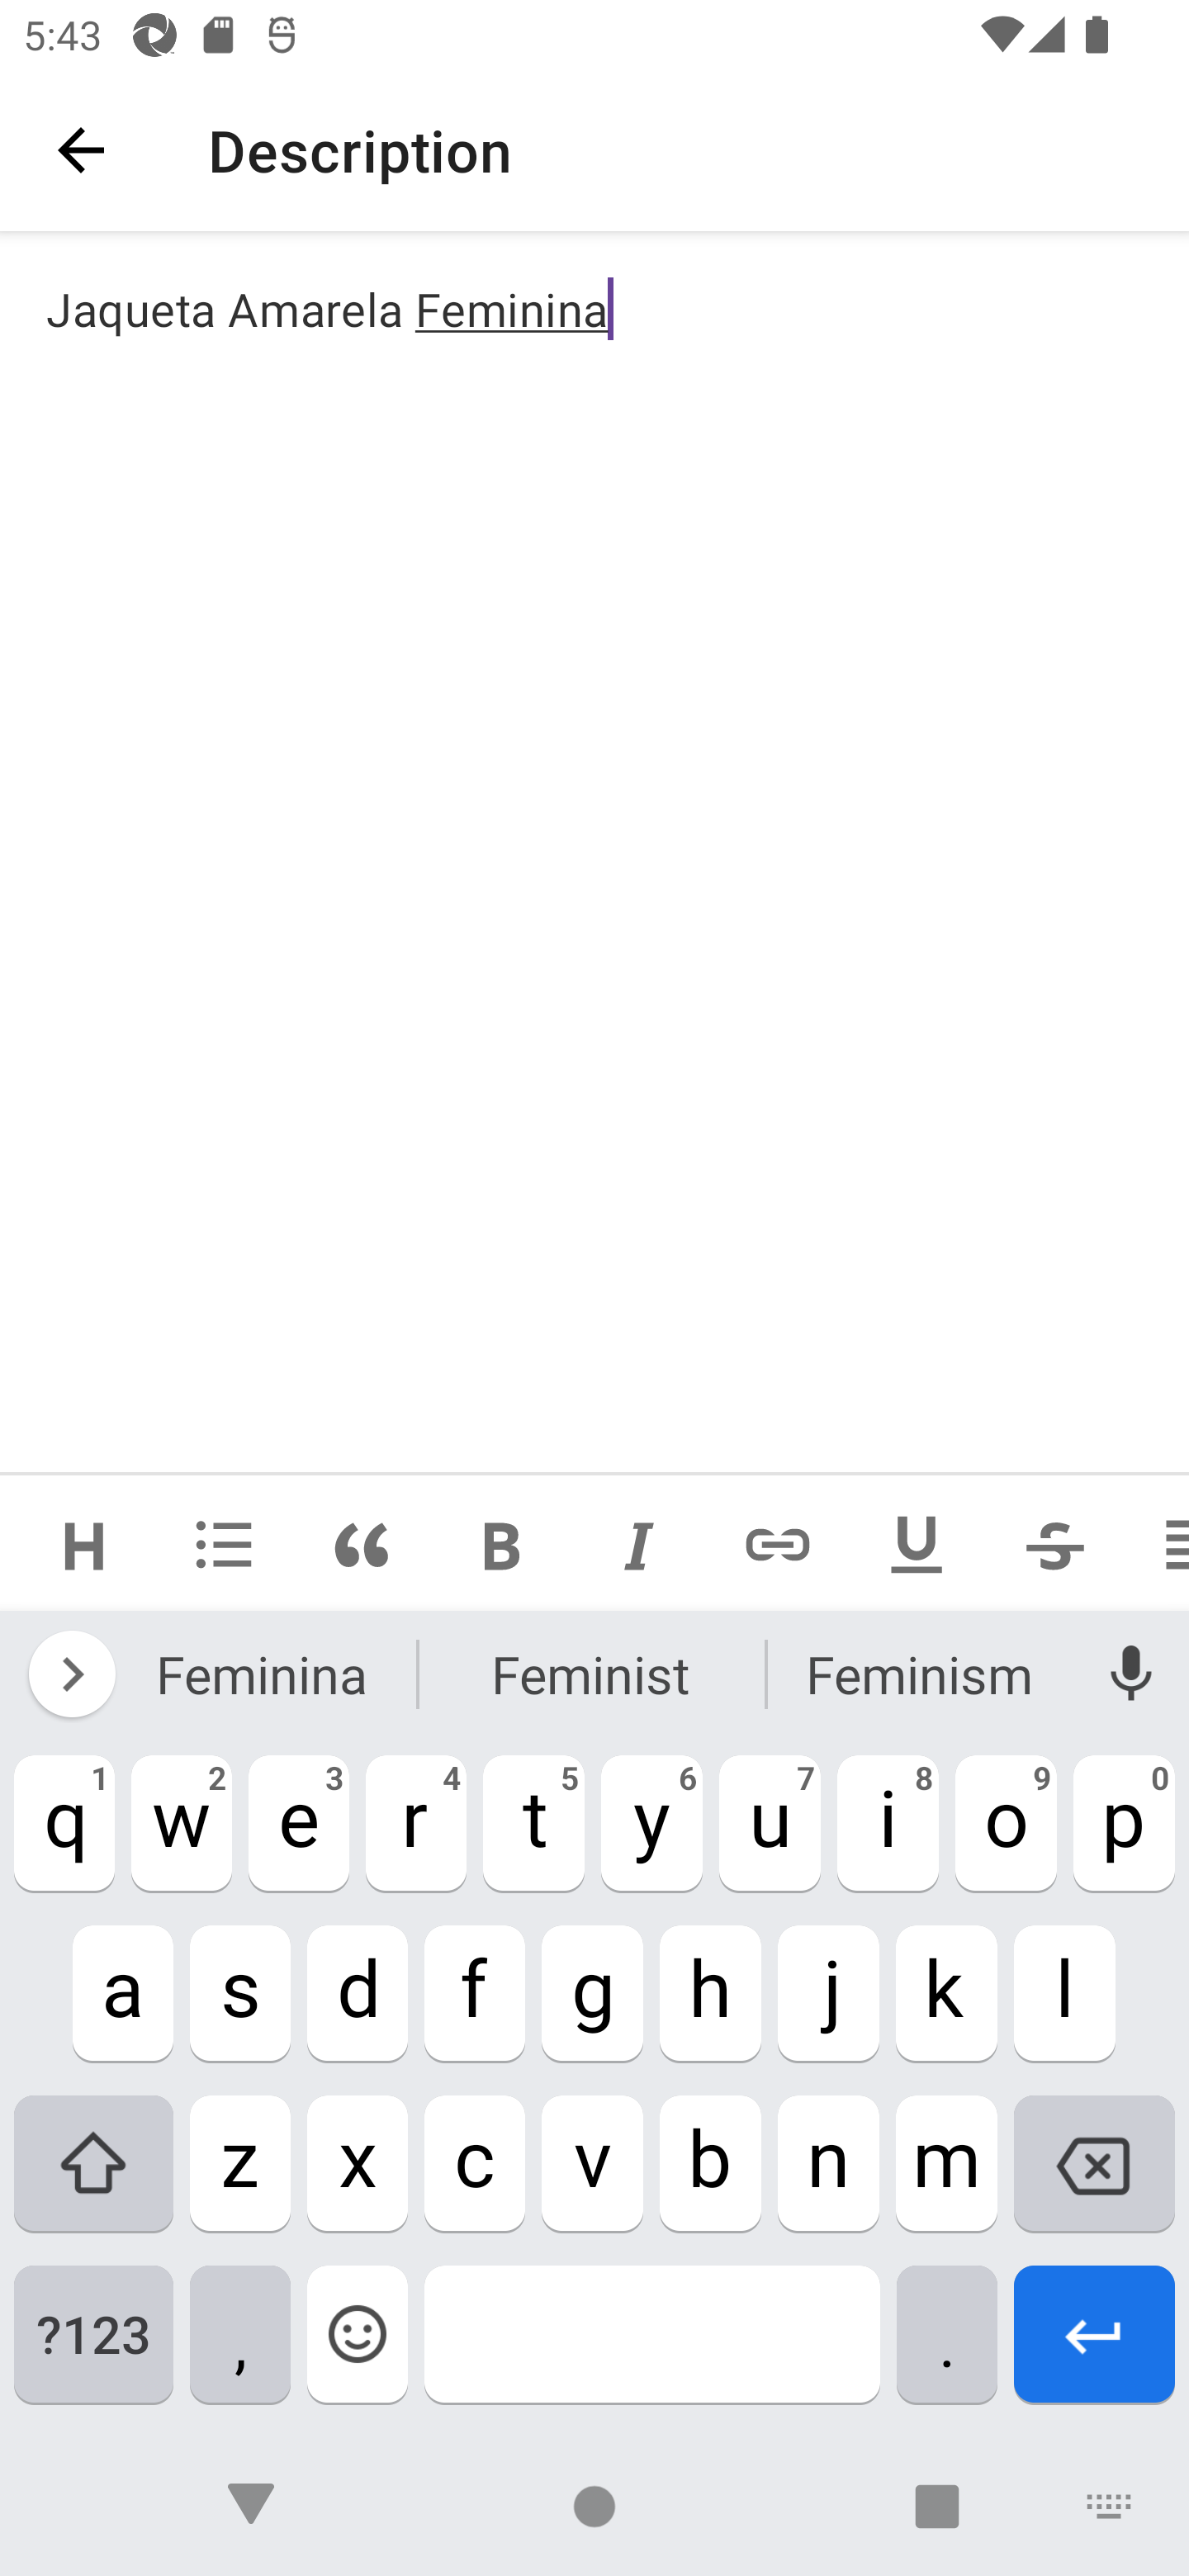 5:43
Description
Jaqueta Amarela Feminina
H B I U S
Feminina Feminist Feminism
q 1 w 2 e 3 r 4 t 5 y 6 u 7 i 8 o 9 p 0
a s d f g h j k l
z x c v b n m
?123 , .